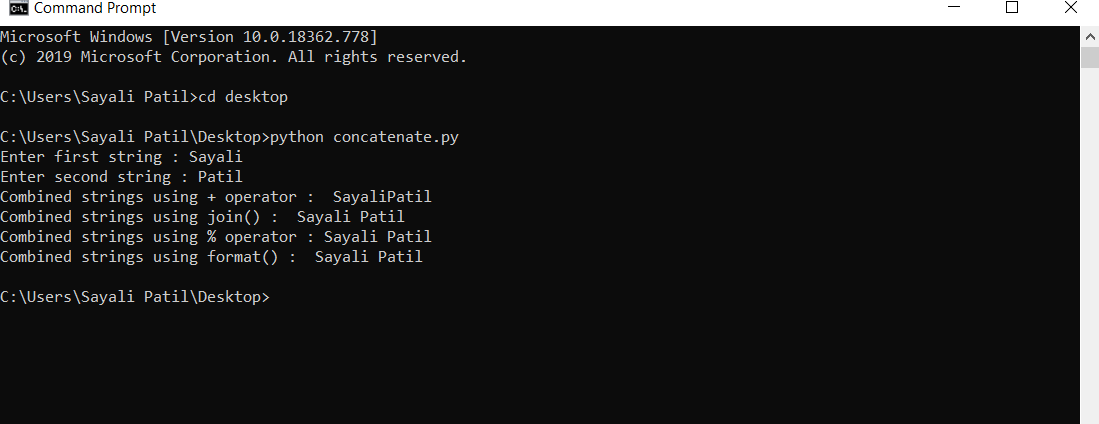 Command Prompt
Microsoft Windows [Version 10.0.18362.778]
(c) 2019 Microsoft Corporation. All rights reserved.
C:\Users\Sayali Patil>cd desktop
C:\Users\Sayali Patil\Desktop>python concatenate.py
Enter first string : Sayali
Enter second string : Patil
Combined strings using + operator :  SayaliPatil
Combined strings using join() :  Sayali Patil
Combined strings using % operator : Sayali Patil
Combined strings using format() :  Sayali Patil
C:\Users\Sayali Patil\Desktop>